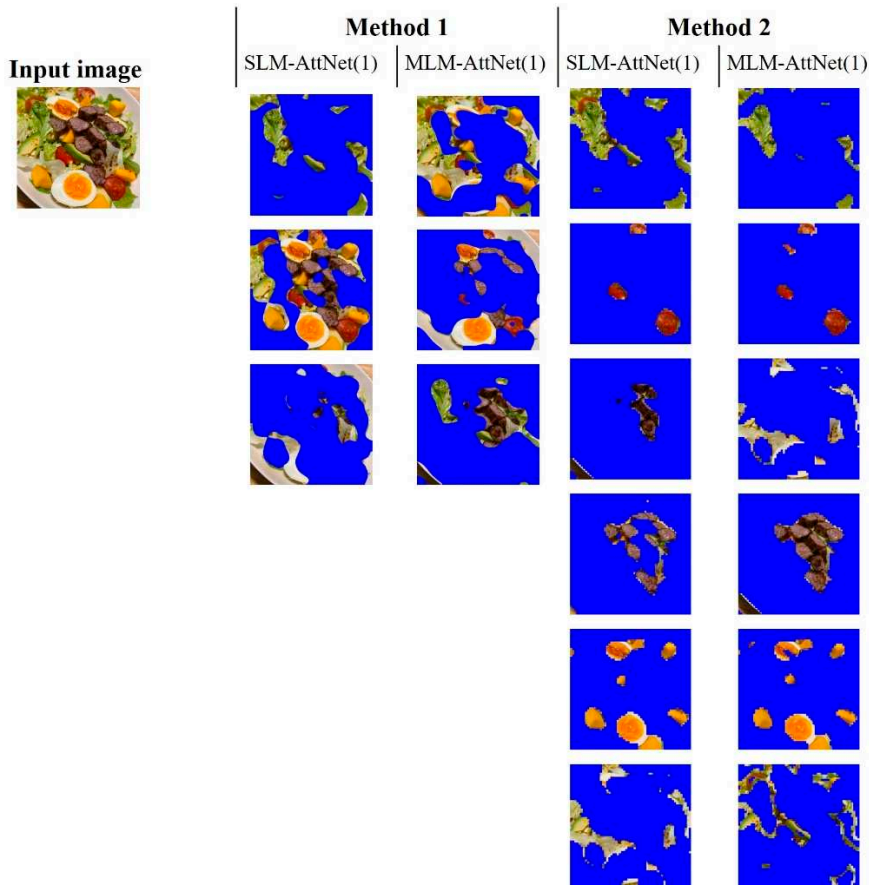 Method 1
Method 2
SLM-AttNet(1)
MLM-AttNet(1)
SLM-AttNet(1)
MLM-AttNet(1)
Input image